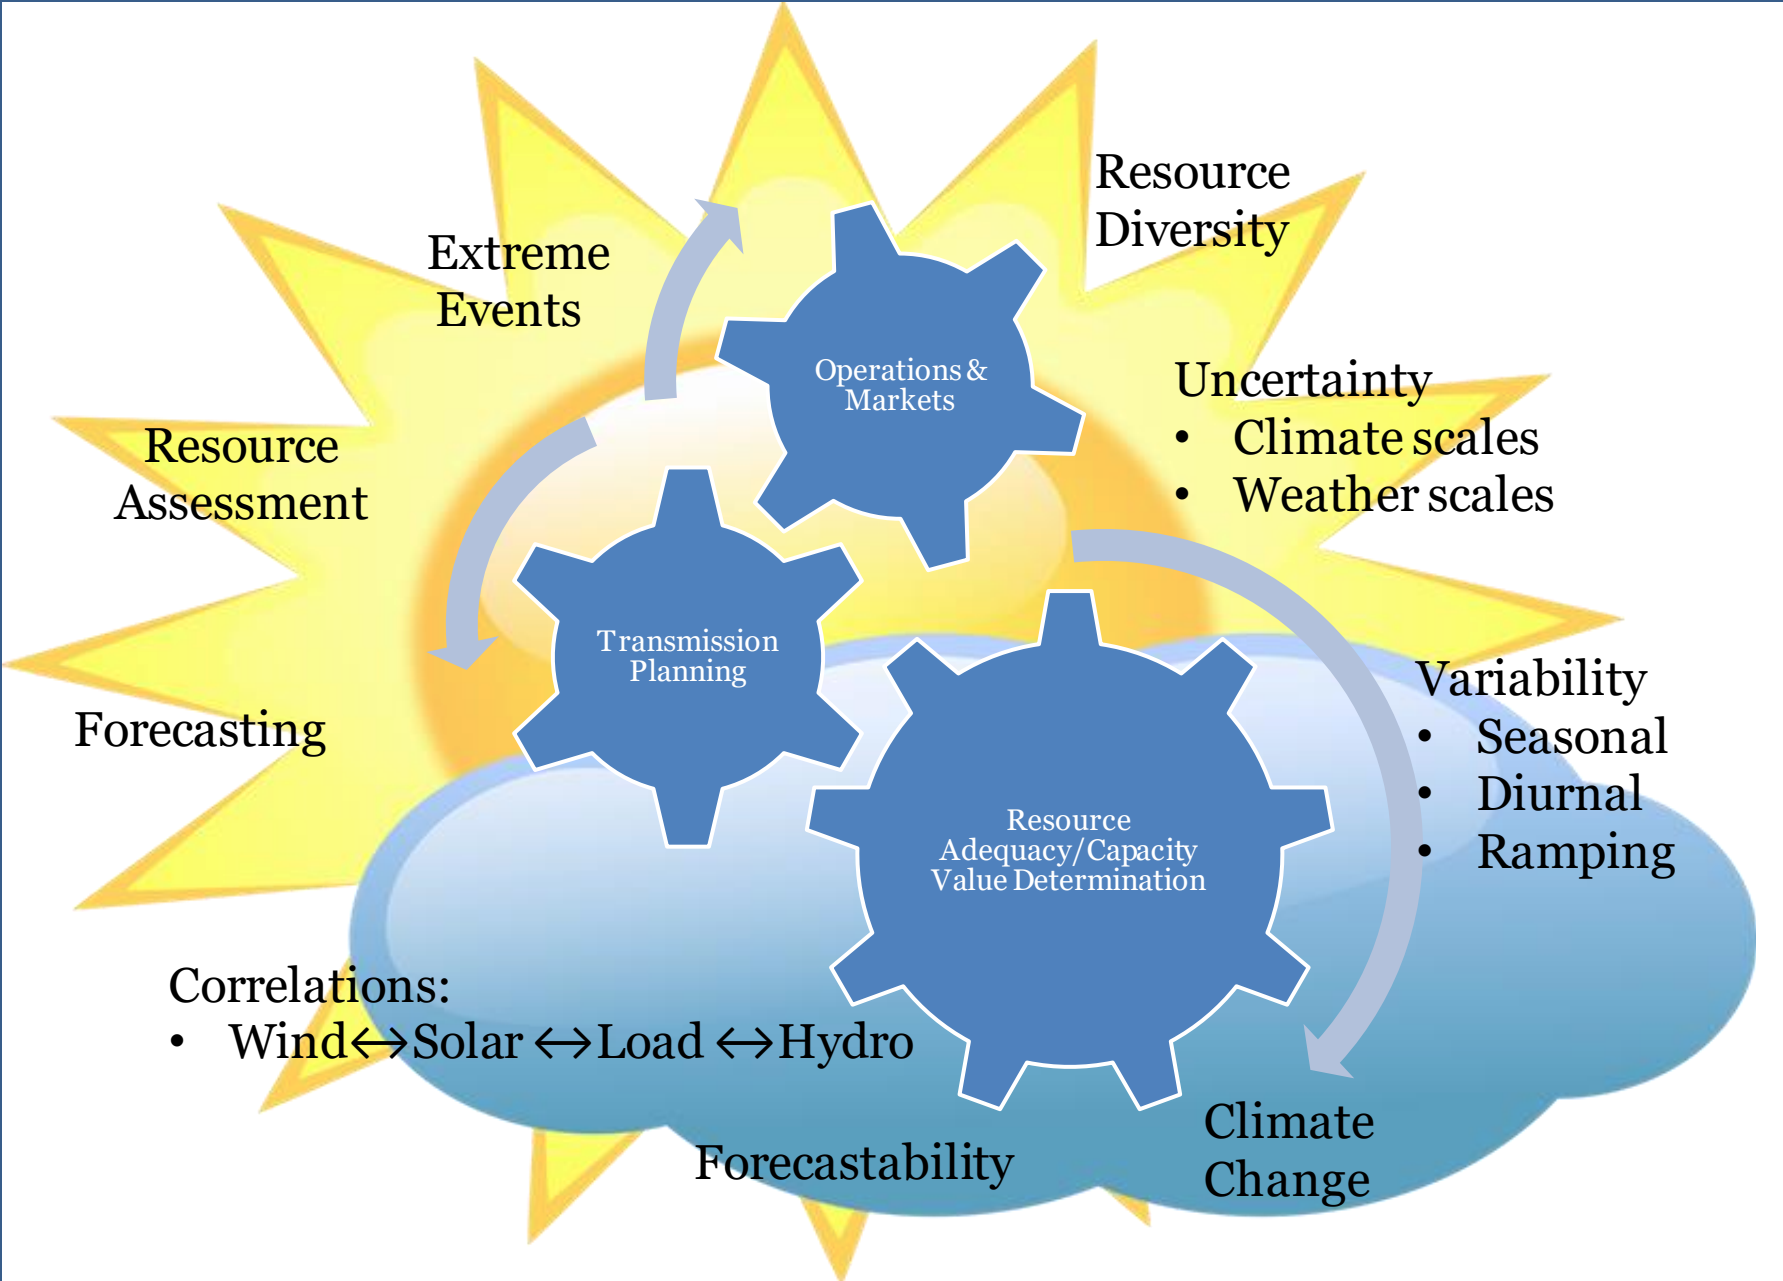 Resource
Diversity
Extreme
Events
Operations &
Markets
Uncertainty
• Climate scales
• Weather scales
Resource
Assessment
Transmission
Planning
Variability
• Seasonal
• Diurnal
• Ramping
Forecasting
Resource
Adequacy/Capacity
Value Determination
Correlations:
• Wind↔Solar ↔Load ↔Hydro
Climate
Change
Forecastability